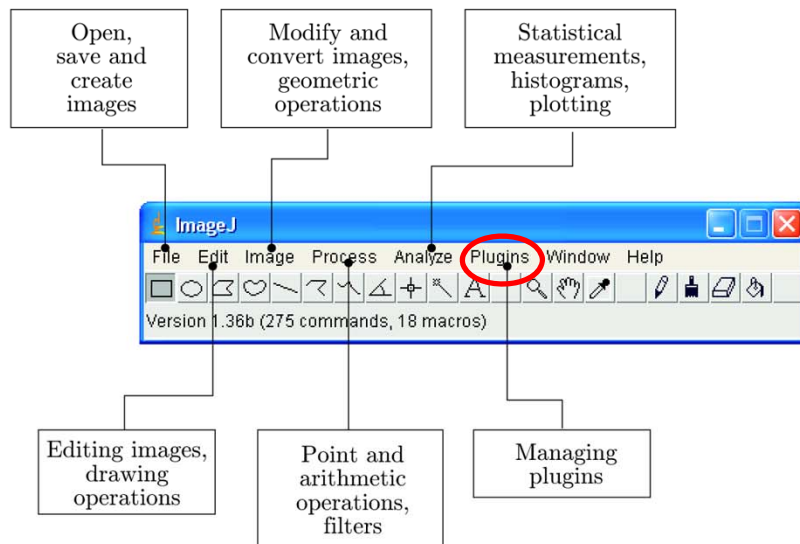 Open,
save and
create
images
Modify and
convert images,
geometric
operations
Statistical
measurements,
histograms,
plotting
ImageJ
File Edit Image Process Analyze Plugins Window Help
A
Version 1.36b (275 commands, 18 macros)
Editing images,
drawing
operations
Point and
arithmetic
operations,
filters
Managing
plugins